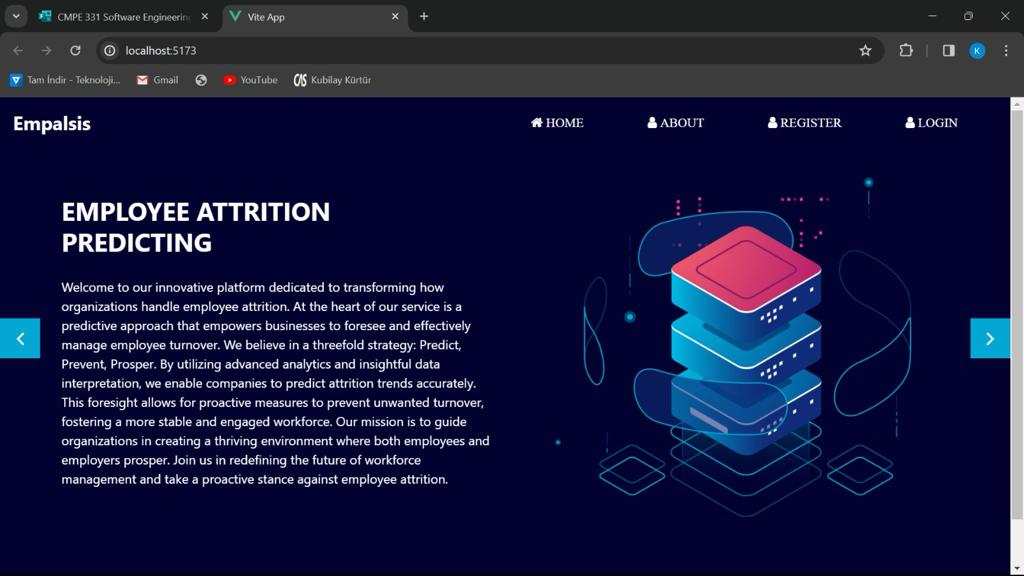 CMPE 331 Software Engineering
Vite App
localhost:5173
K
Tam İndir - Teknoloji...
Gmail
YouTube
Kubilay Kürtür
Empalsis
HOME
ABOUT
REGISTER
LOGIN
EMPLOYEE ATTRITION
PREDICTING
Welcome to our innovative platform dedicated to transforming how
organizations handle employee attrition. At the heart of our service is a
predictive approach that empowers businesses to foresee and effectively
manage employee turnover. We believe in a threefold strategy: Predict,
Prevent, Prosper. By utilizing advanced analytics and insightful data
interpretation, we enable companies to predict attrition trends accurately.
This foresight allows for proactive measures to prevent unwanted turnover,
fostering a more stable and engaged workforce. Our mission is to guide
organizations in creating a thriving environment where both employees and
employers prosper. Join us in redefining the future of workforce
management and take a proactive stance against employee attrition.